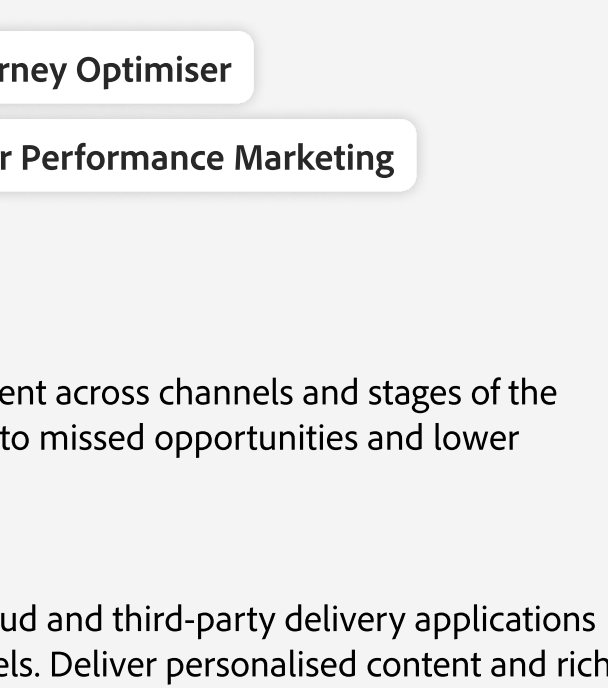 rney Optimiser
r Performance Marketing
ent across channels and stages of the
to missed opportunities and lower
ud and third-party delivery applications
els. Deliver personalised content and rich